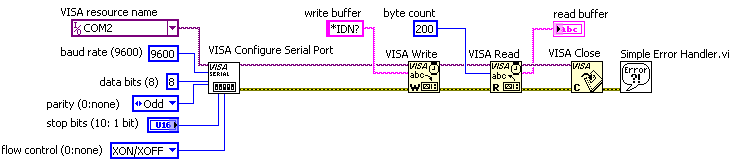 VISA resource name
COM2
baud rate (9600)
9600
data bits (8)
8
parity (0:none)
Odd
stop bits (10: 1 bit)
U16
flow control (0:none)
XON/XOFF
VISA Configure Serial Port
VISA
SERIAL
write buffer
*IDN?
VISA Write
VISA
abc
W
byte count
200
VISA Read
VISA
abc
R
read buffer
abc
VISA Close
VISA
C
Simple Error Handler.vi
Error
?!